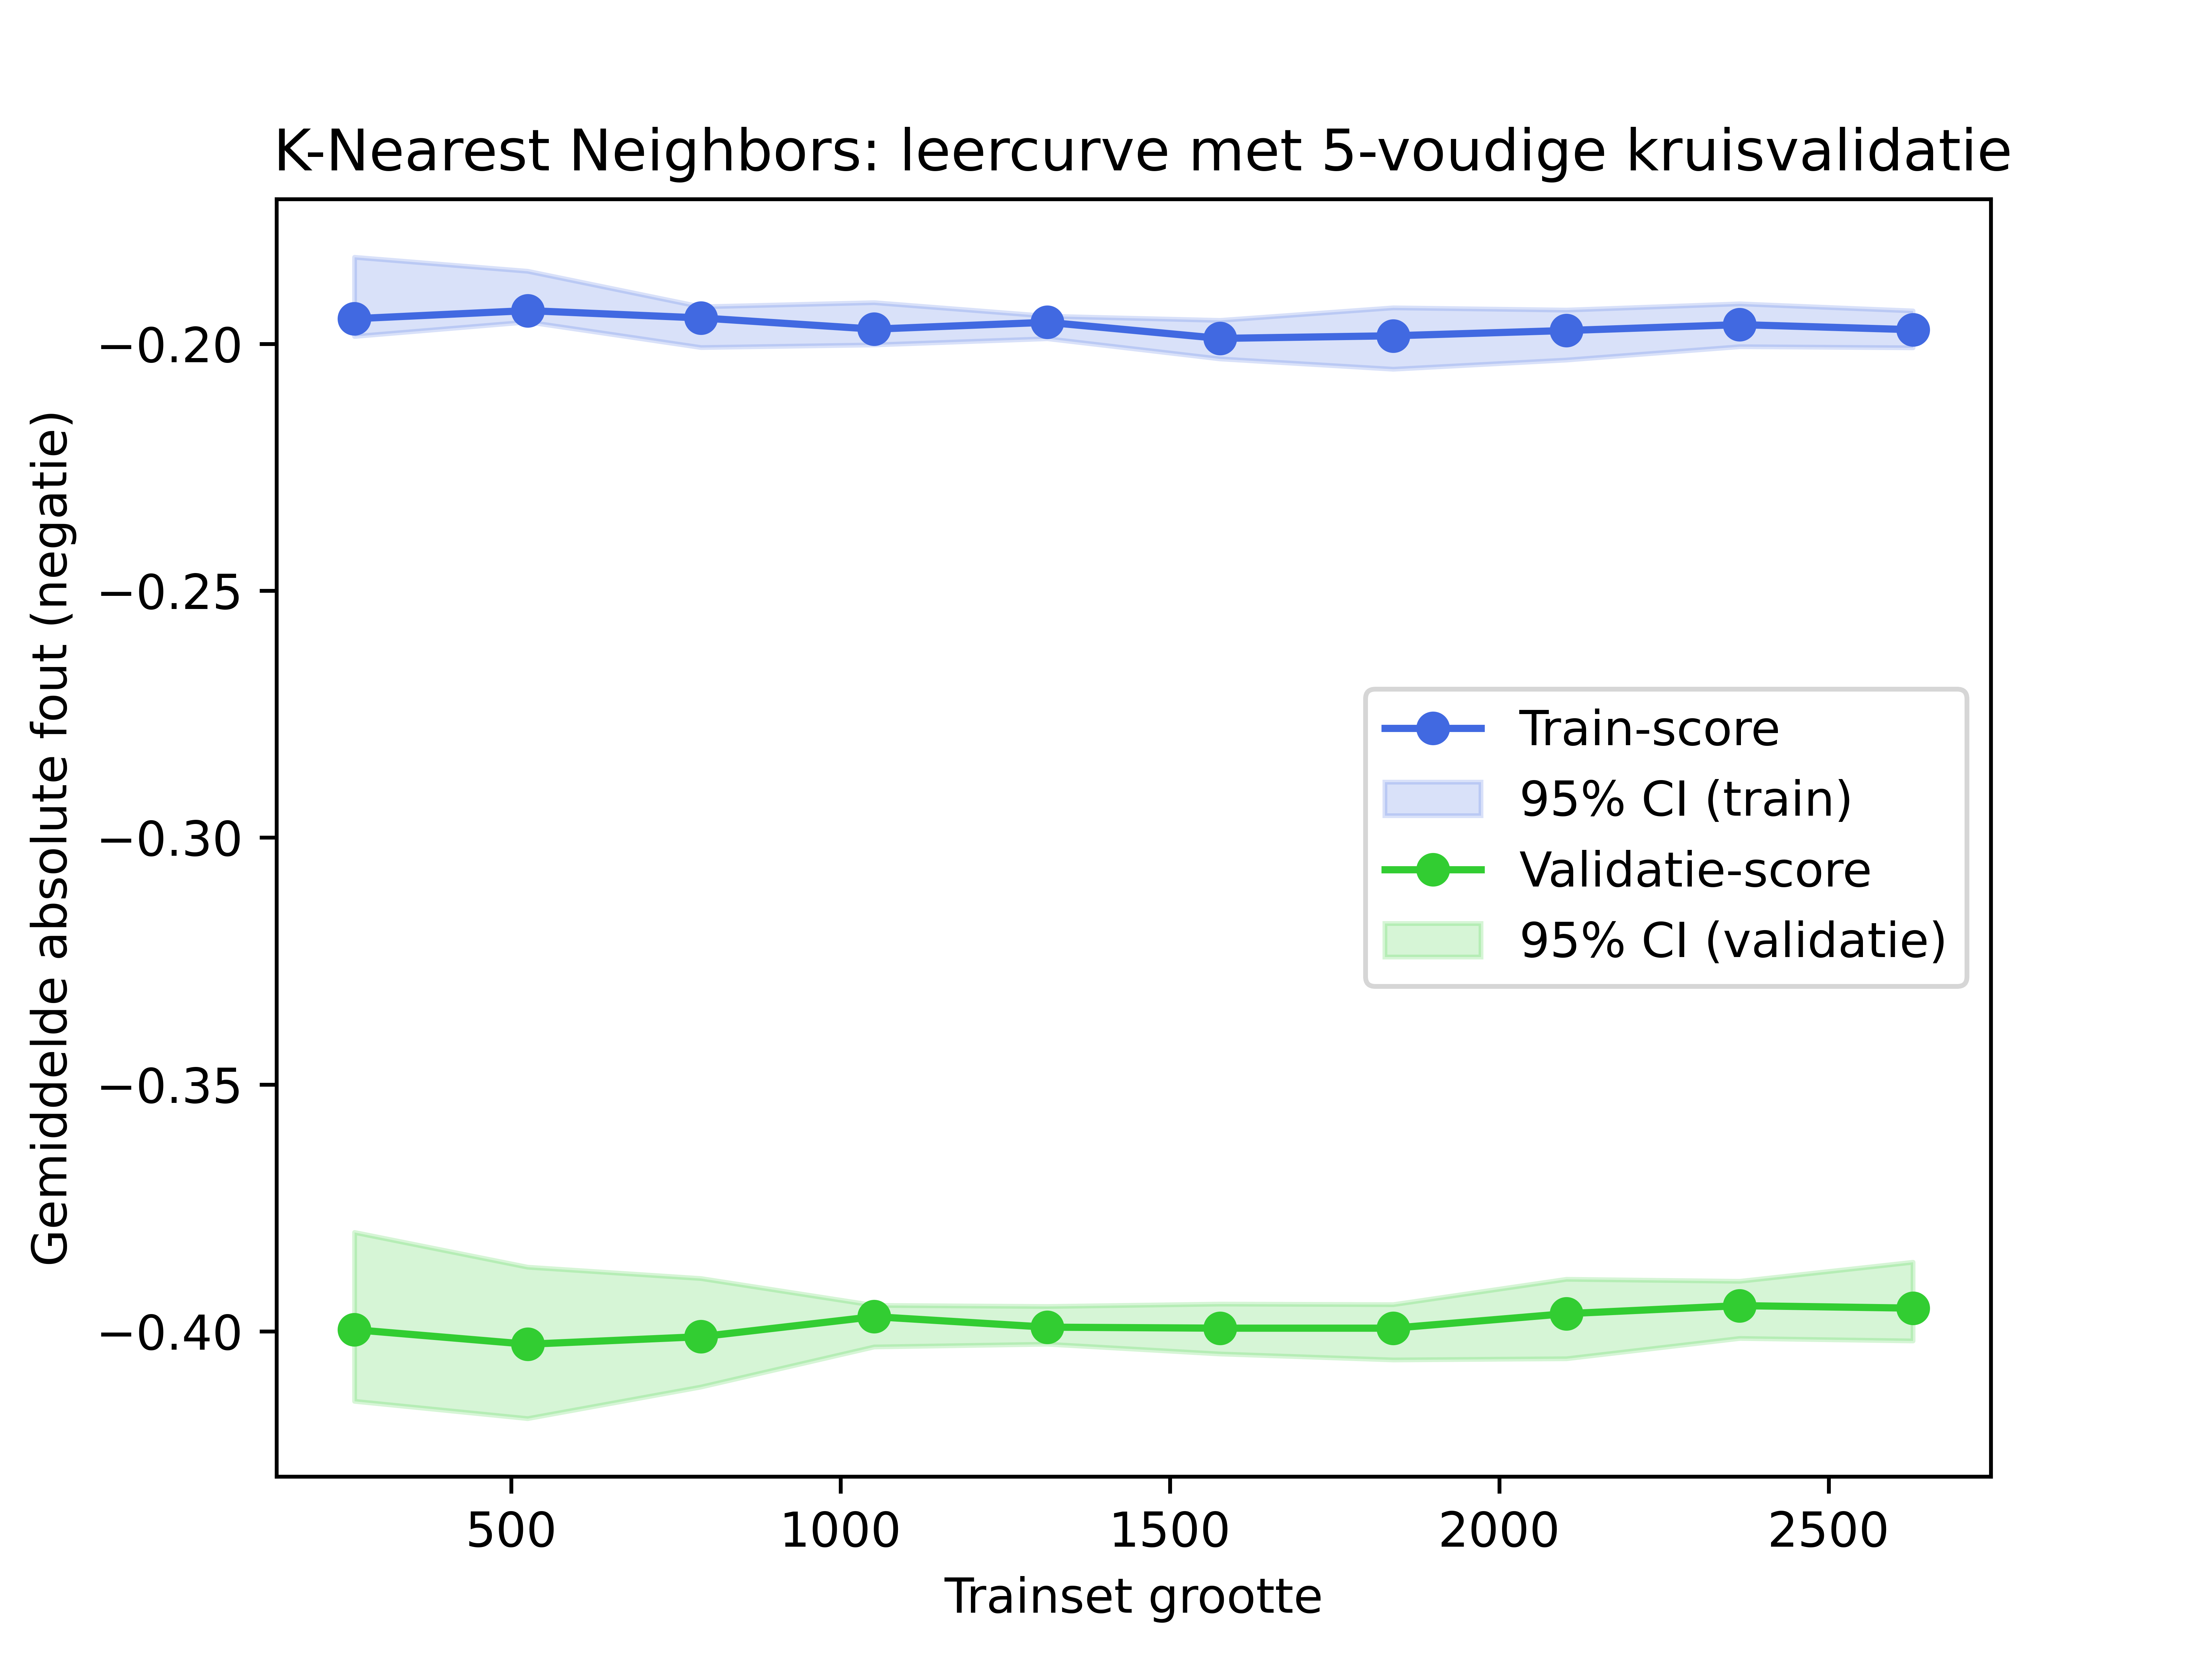 K-Nearest Neighbors: leercurve met 5-voudige kruisvalidatie
Gemiddelde absolute fout (negatie)
−0.20
−0.25
−0.30
−0.35
−0.40
Train-score
95% CI (train)
Validatie-score
95% CI (validatie)
500
1000
1500
2000
2500
Trainset grootte